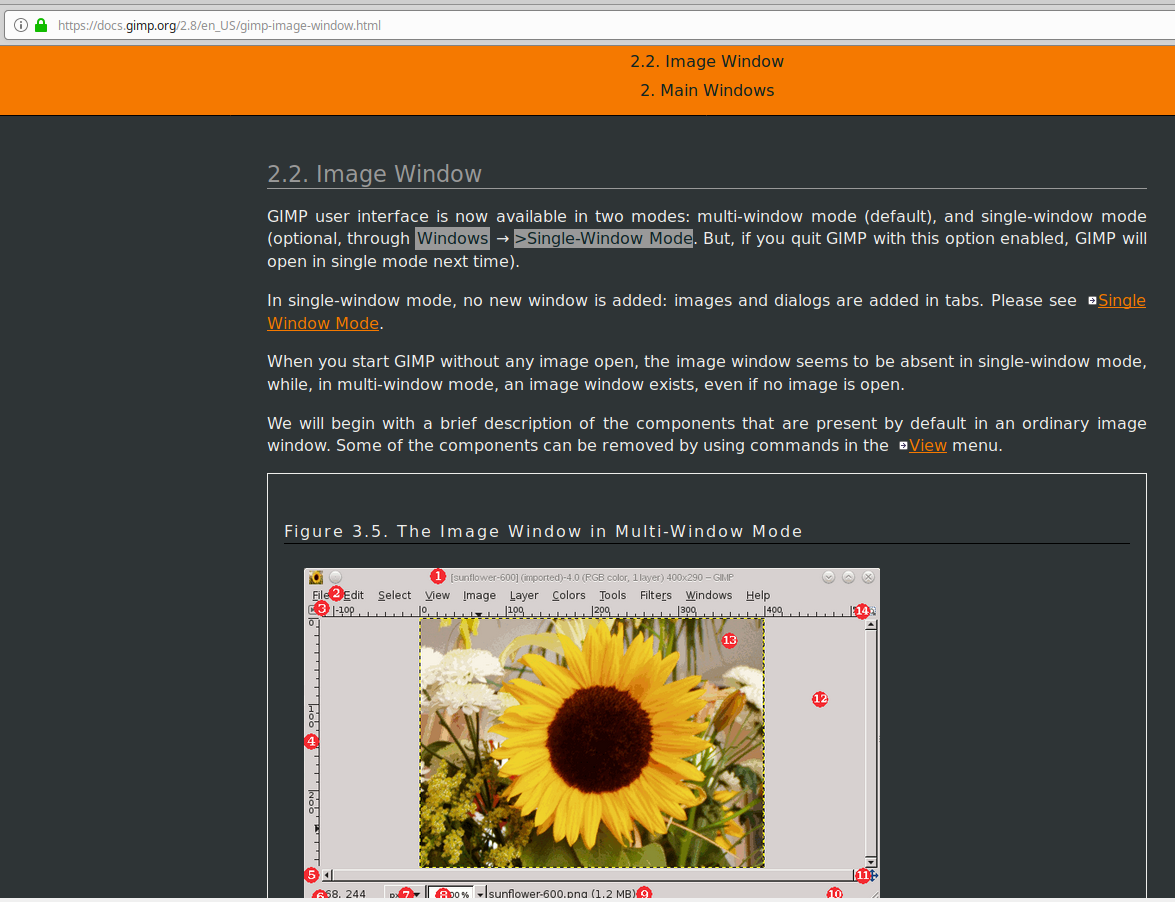 https://docs.gimp.org/2.8/en_US/gimp-image-window.html
2.2. Image Window
2. Main Windows
2.2. Image Window
GIMP user interface is now available in two modes: multi-window mode (default), and single-window mode
(optional, through Windows → >Single-Window Mode. But, if you quit GIMP with this option enabled, GIMP will
open in single mode next time).
In single-window mode, no new window is added: images and dialogs are added in tabs. Please see Single
Window Mode.
When you start GIMP without any image open, the image window seems to be absent in single-window mode,
while, in multi-window mode, an image window exists, even if no image is open.
We will begin with a brief description of the components that are present by default in an ordinary image
window. Some of the components can be removed by using commands in the View menu.
Figure 3.5. The Image Window in Multi-Window Mode
1 [sunflower-600] (imported)-4.0 (RGB color, 1 layer) 400x290 – GIMP
File 2 Edit Select View Image Layer Colors Tools Filters Windows Help
3 -100 0 100 200 300 400 14
0
13
12
100
4
200
5 11
6 68, 244 7 8 sunflower-600.png (1,2 MB) 9 10